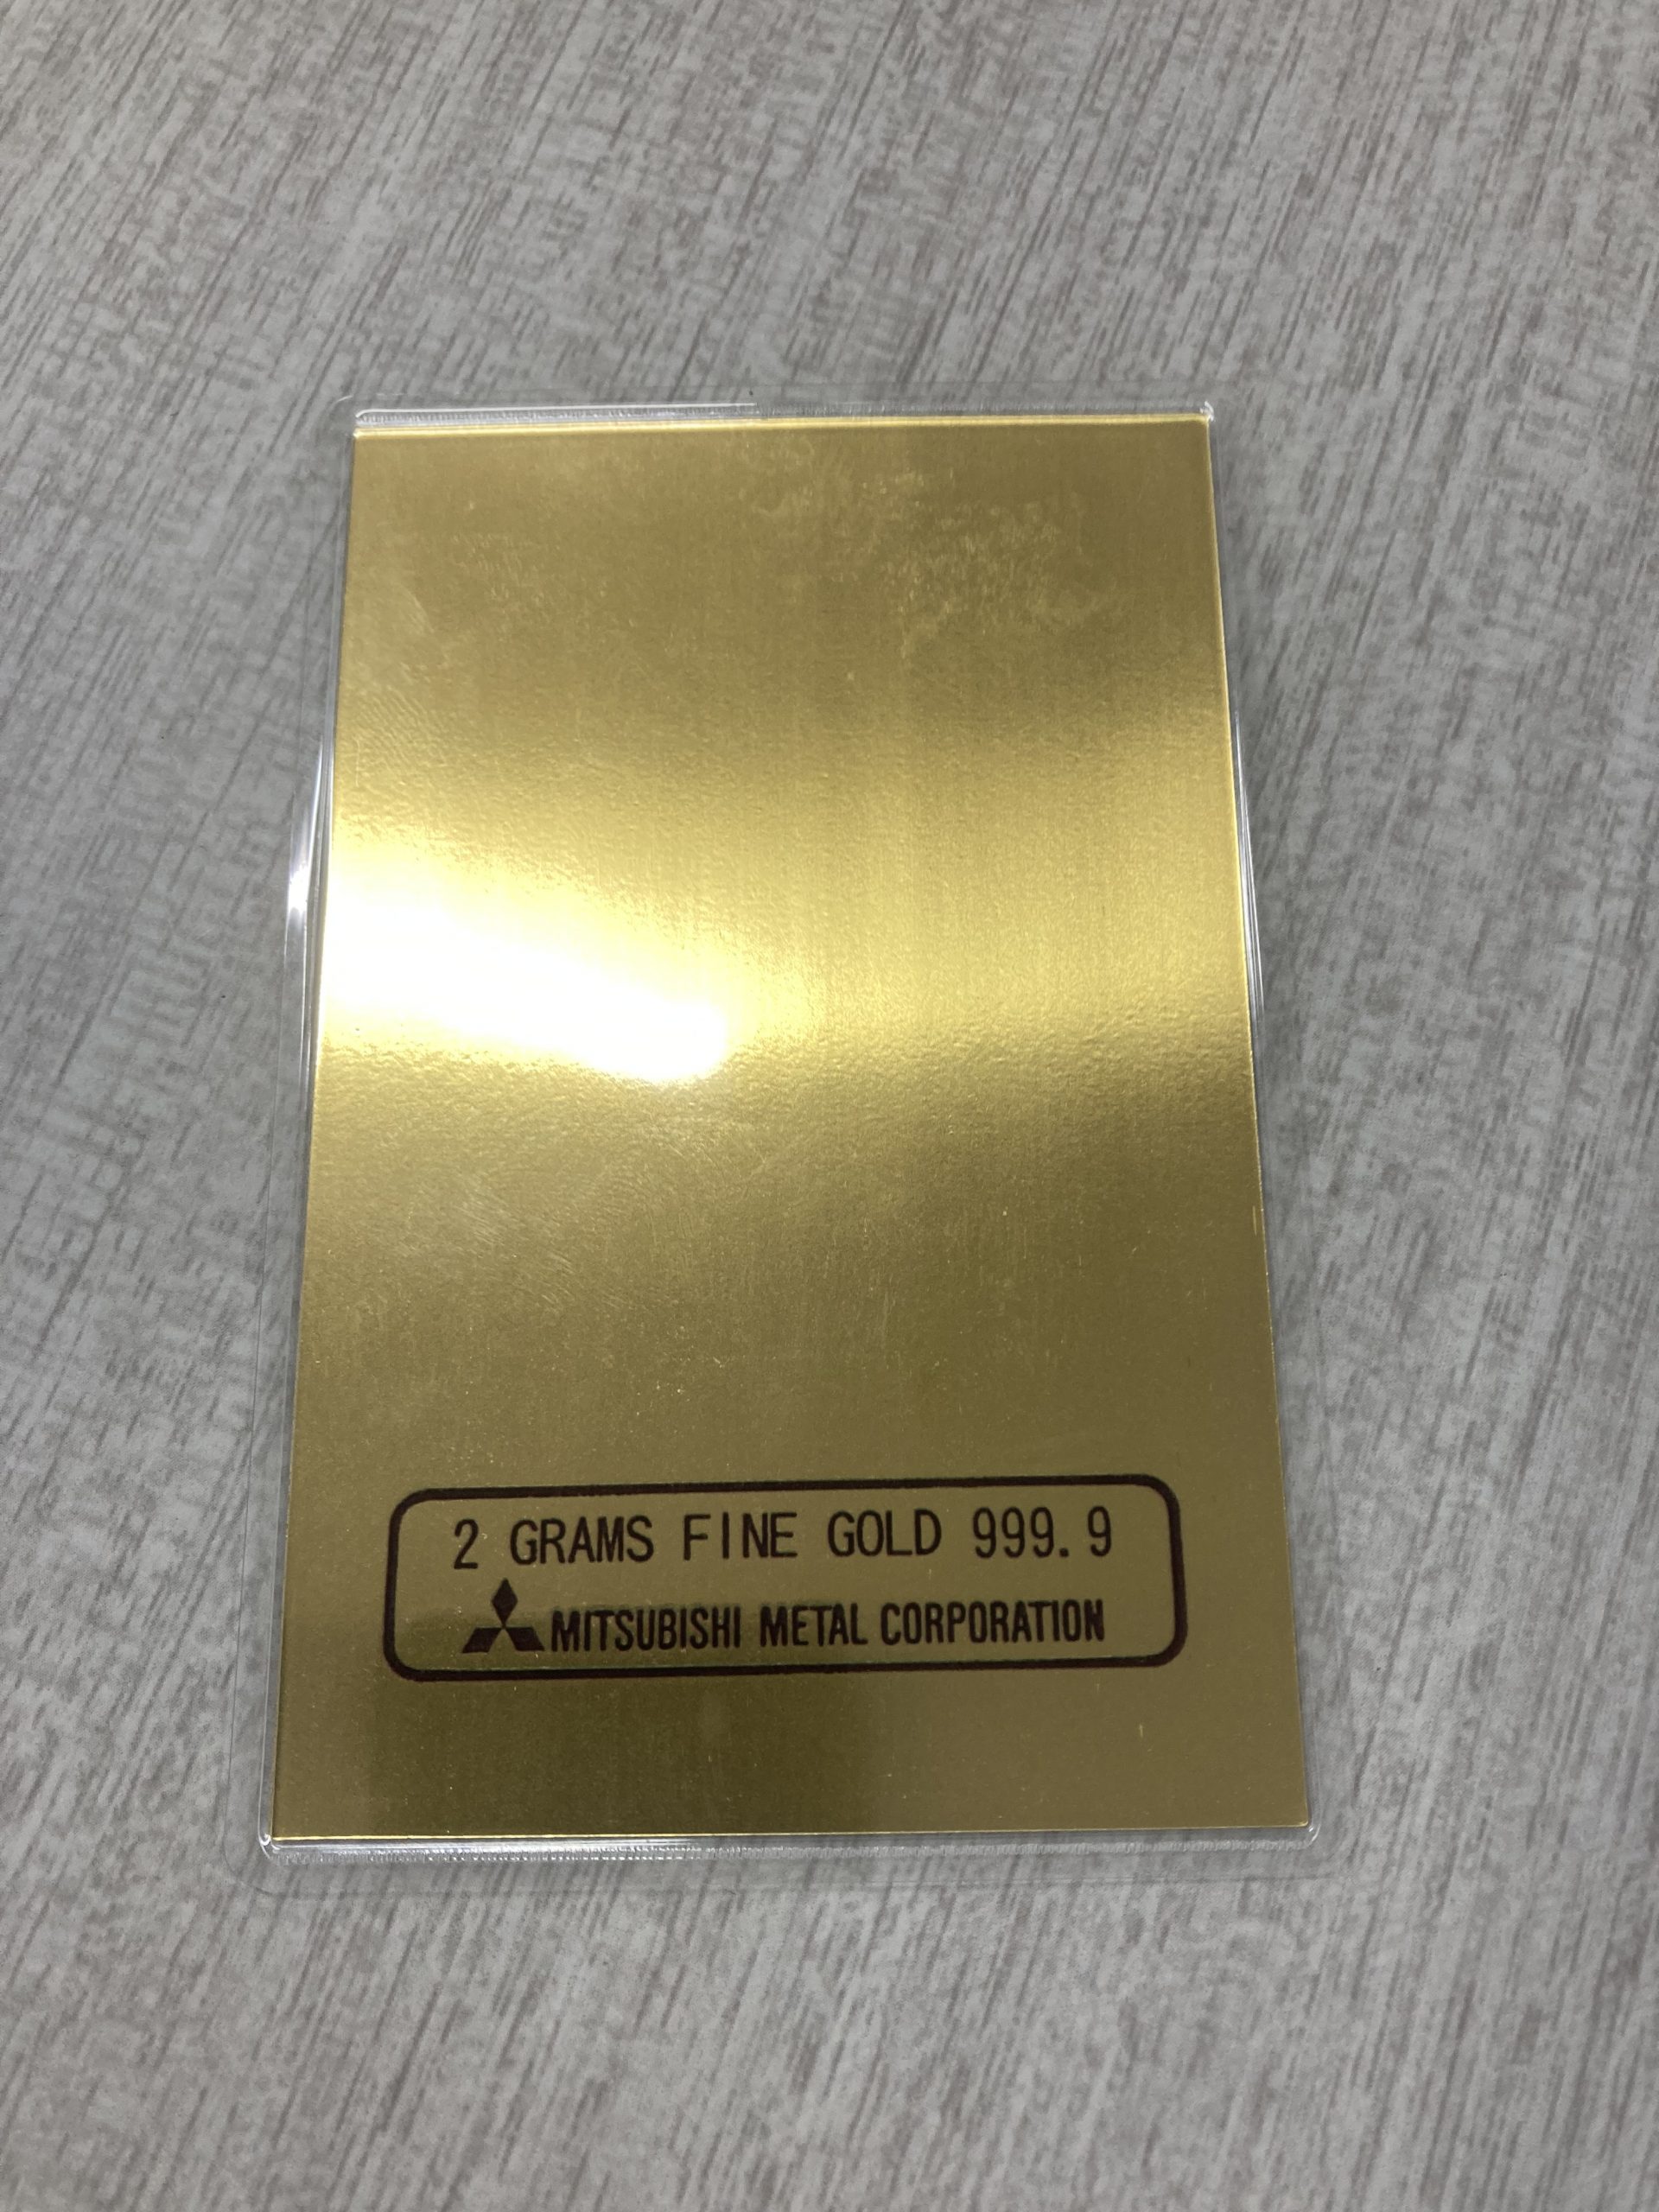 2 GRAMS FINE GOLD 999.9
MITSUBISHI METAL CORPORATION